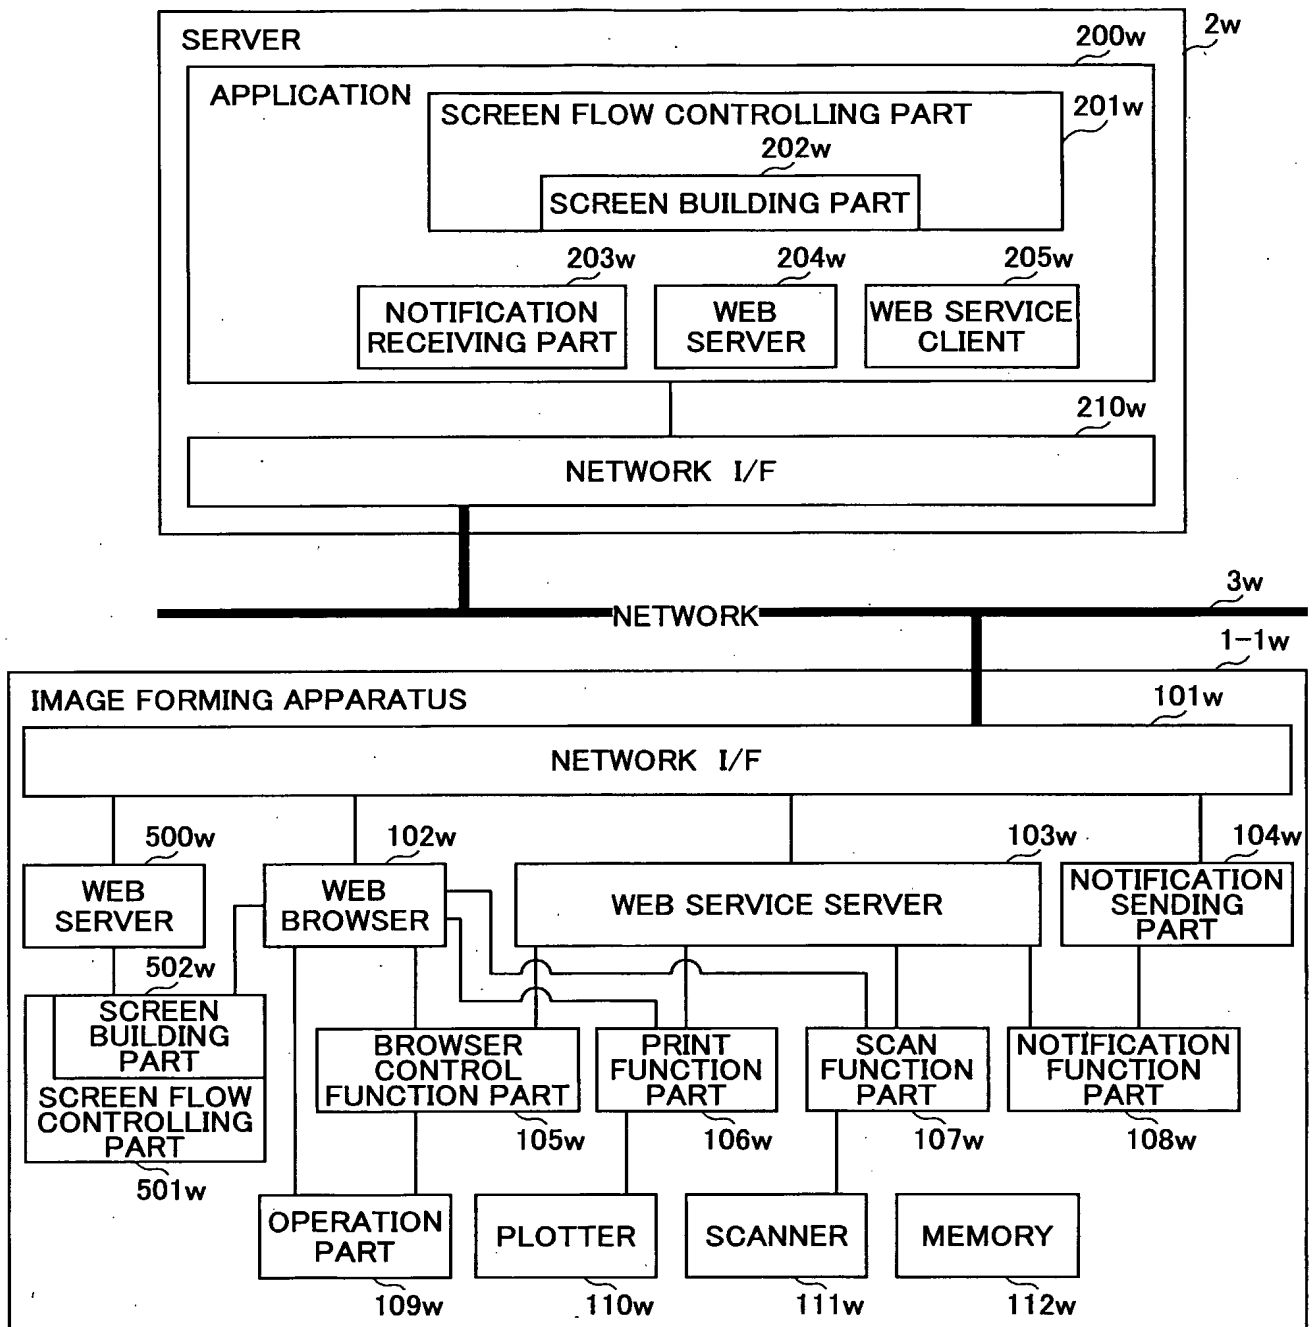 2w
SERVER
200w
APPLICATION
201w
SCREEN FLOW CONTROLLING PART
202w
SCREEN BUILDING PART
203w
204w
205w
NOTIFICATION
RECEIVING PART
WEB
SERVER
WEB SERVICE
CLIENT
210w
NETWORK I/F
3w
NETWORK
1-1w
IMAGE FORMING APPARATUS
101w
NETWORK I/F
500w
102w
103w
104w
WEB
SERVER
WEB
BROWSER
WEB SERVICE SERVER
NOTIFICATION
SENDING
PART
502w
SCREEN
BUILDING
PART
SCREEN FLOW
CONTROLLING
PART
501w
BROWSER
CONTROL
FUNCTION PART
105w
PRINT
FUNCTION
PART
106w
SCAN
FUNCTION
PART
107w
NOTIFICATION
FUNCTION
PART
108w
OPERATION
PART
109w
PLOTTER
110w
SCANNER
111w
MEMORY
112w